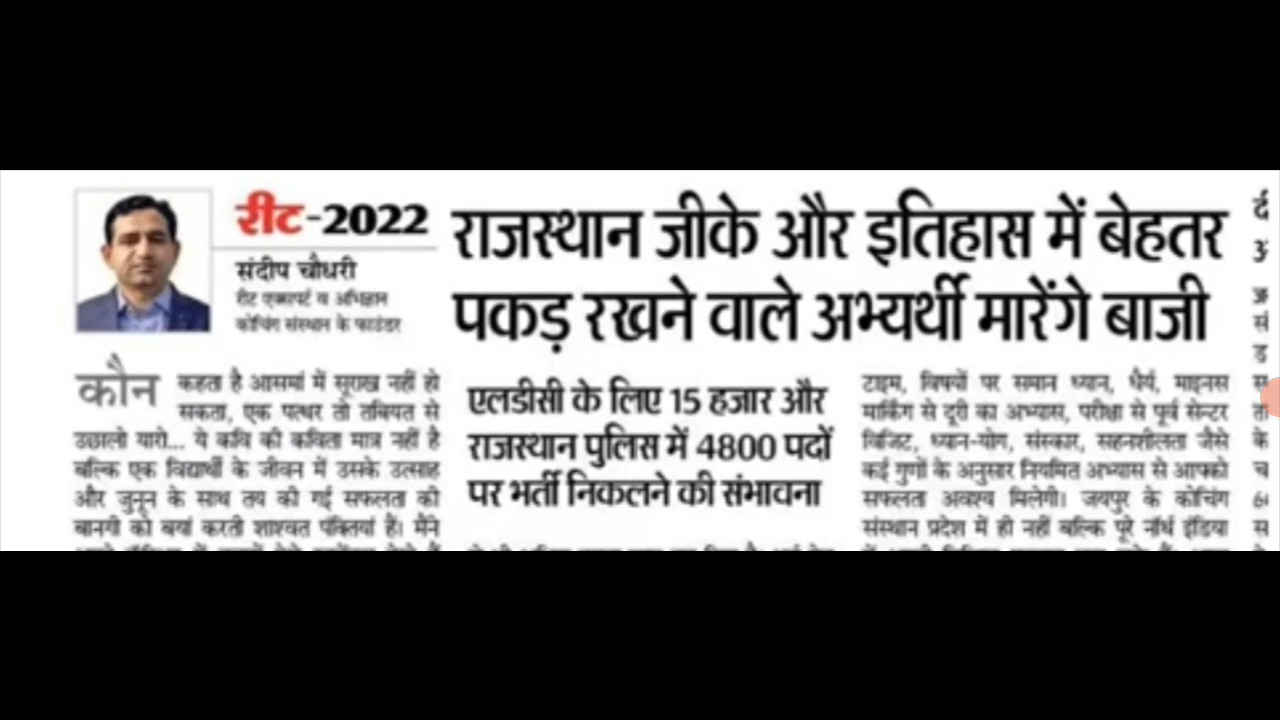 रीट-2022
संदीप चौधरी
रीट एक्सपर्ट व अभिज्ञान
कोचिंग संस्थान के फाउंडर
राजस्थान जीके और इतिहास में बेहतर
पकड़ रखने वाले अभ्यर्थी मारेंगे बाजी
कौन कहता है आसमां में सूराख नहीं हो
सकता, एक पत्थर तो तबियत से
उछालो यारो... ये कवि की कविता मात्र नहीं है
बल्कि एक विद्यार्थी के जीवन में उसके उत्साह
और जुनून के साथ तय की गई सफलता की
बानगी को बयां करती शाश्वत पंक्तियां हैं। मैंने
एलडीसी के लिए 15 हजार और
राजस्थान पुलिस में 4800 पदों
पर भर्ती निकलने की संभावना
टाइम, विषयों पर समान ध्यान, धैर्य, माइनस
मार्किंग से दूरी का अभ्यास, परीक्षा से पूर्व सेन्टर
विजिट, ध्यान-योग, संस्कार, सहनशीलता जैसे
कई गुणों के अनुसार नियमित अभ्यास से आपको
सफलता अवश्य मिलेगी। जयपुर के कोचिंग
संस्थान प्रदेश में ही नहीं बल्कि पूरे नॉर्थ इंडिया